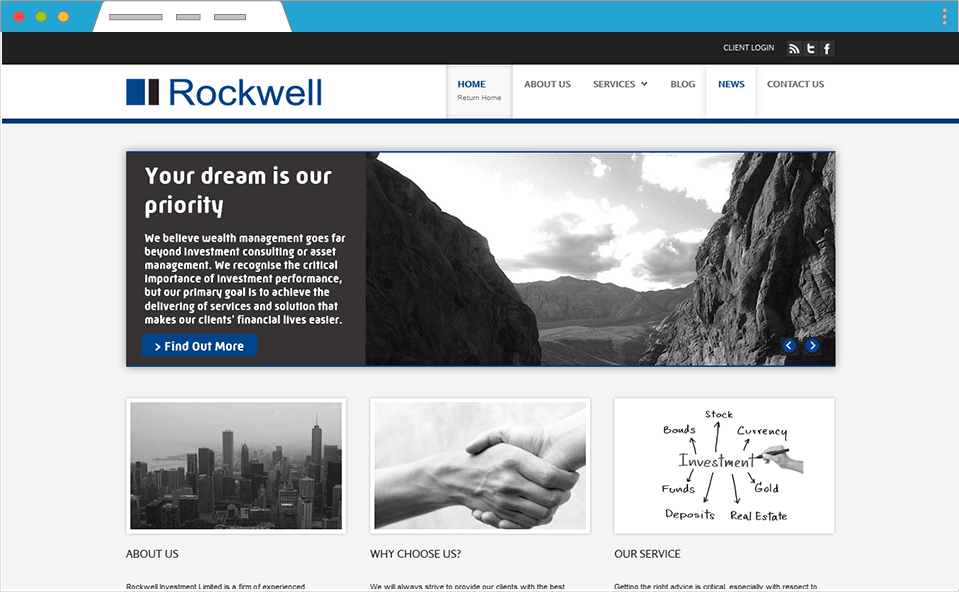 CLIENT LOGIN
Rockwell
HOME ABOUT US SERVICES BLOG NEWS CONTACT US
Return Home
Your dream is our
priority
We believe wealth management goes far
beyond investment consulting or asset
management. We recognise the critical
importance of investment performance,
but our primary goal is to achieve the
delivering of services and solution that
makes our clients' financial lives easier.
> Find Out More
Stock
Bonds Currency
Investment
Funds Gold
Deposits Real Estate
ABOUT US WHY CHOOSE US? OUR SERVICE
Rockwell Investment Limited is a firm of experienced We will always strive to provide our clients with the best Getting the right advice is critical, especially with respect to